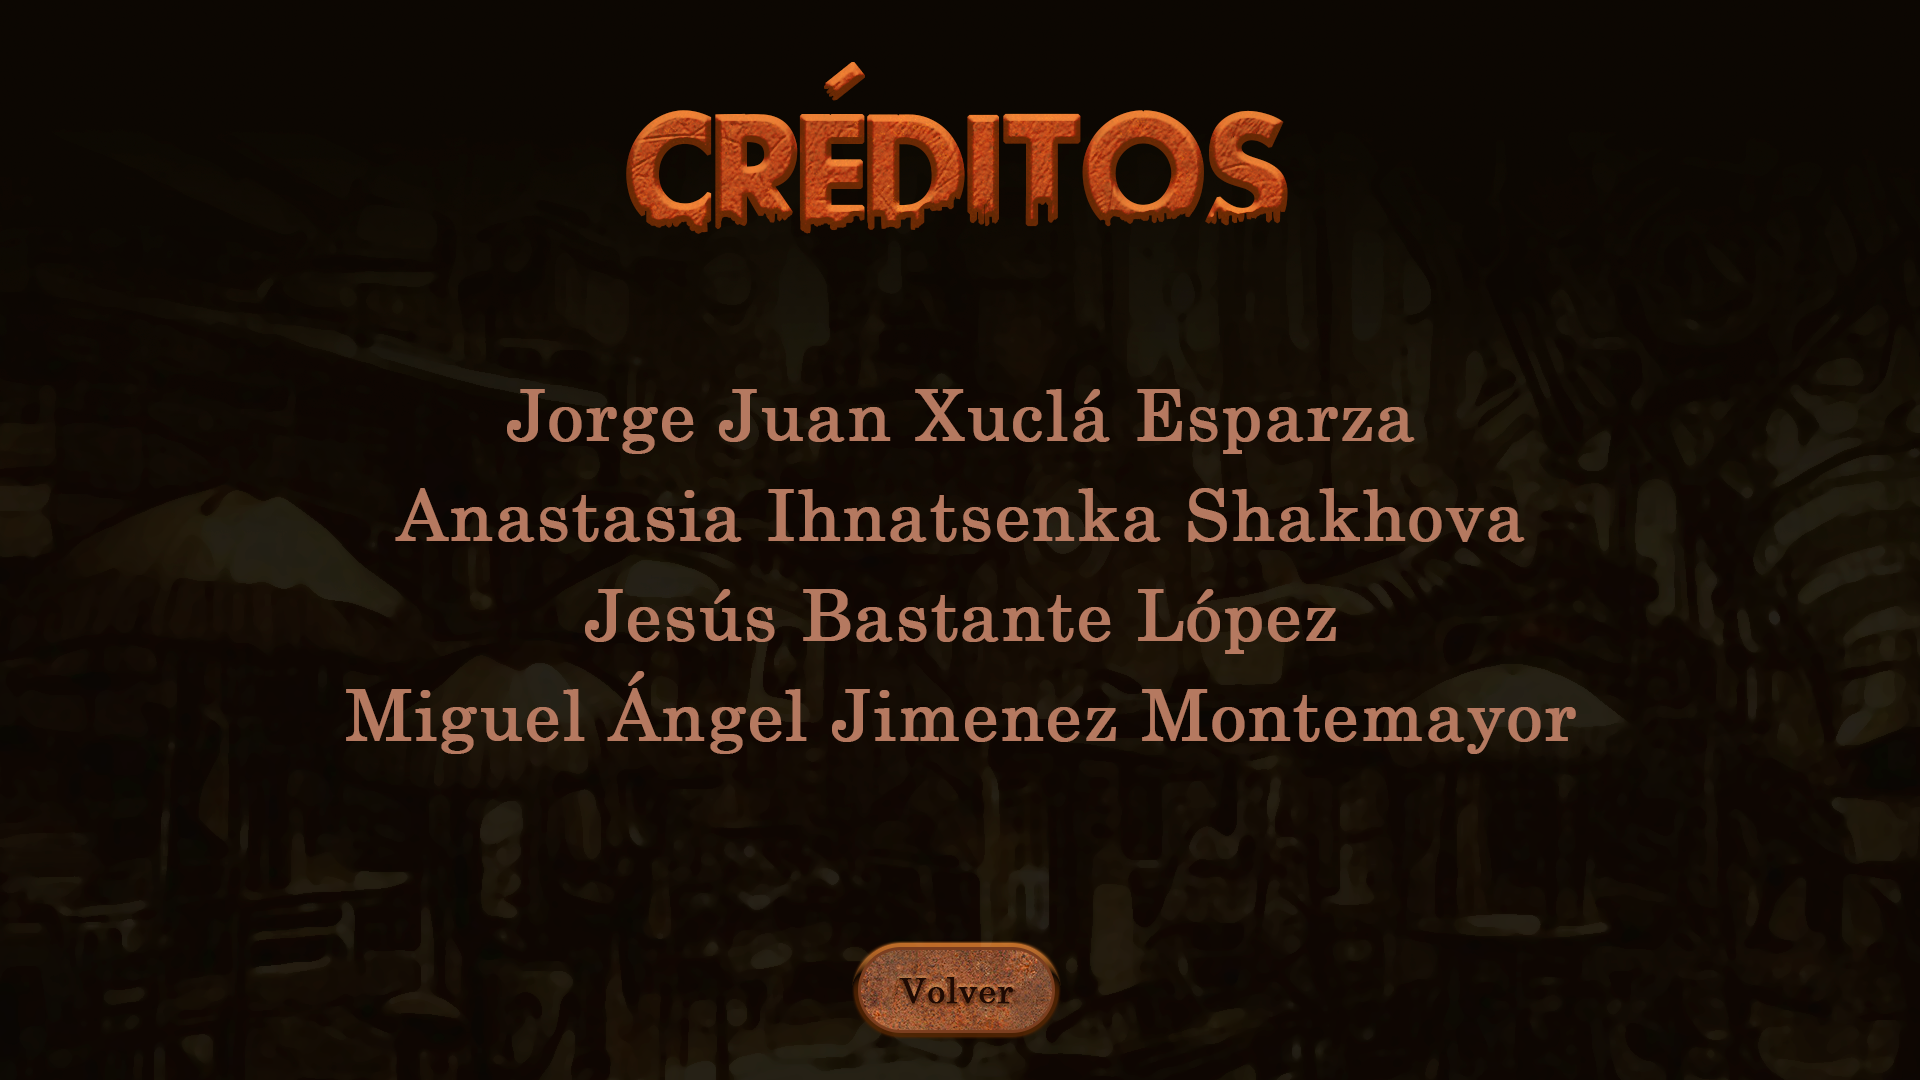 CRÉDITOS
Jorge Juan Xuclá Esparza
Anastasia Ihnatsenka Shakhova
Jesús Bastante López
Miguel Ángel Jimenez Montemayor
Volver